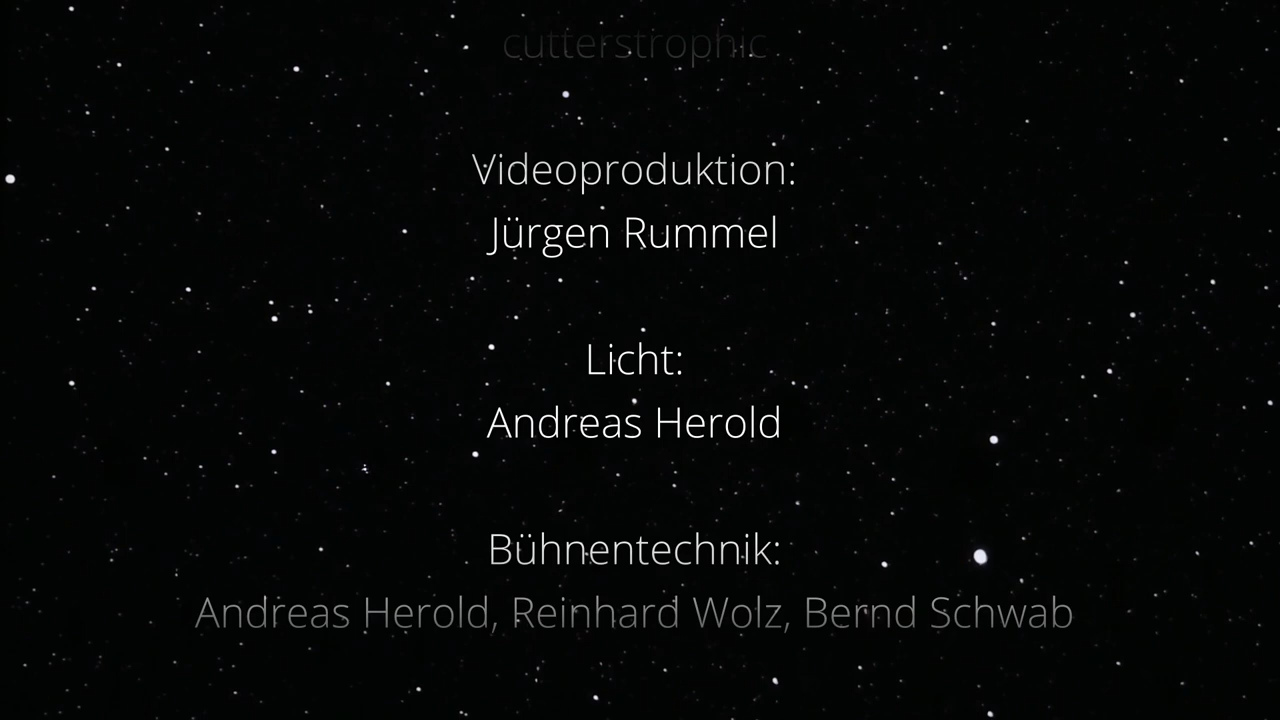 cutterstrophic
Videoproduktion:
Jürgen Rummel
Licht:
Andreas Herold
Bühnentechnik:
Andreas Herold, Reinhard Wolz, Bernd Schwab